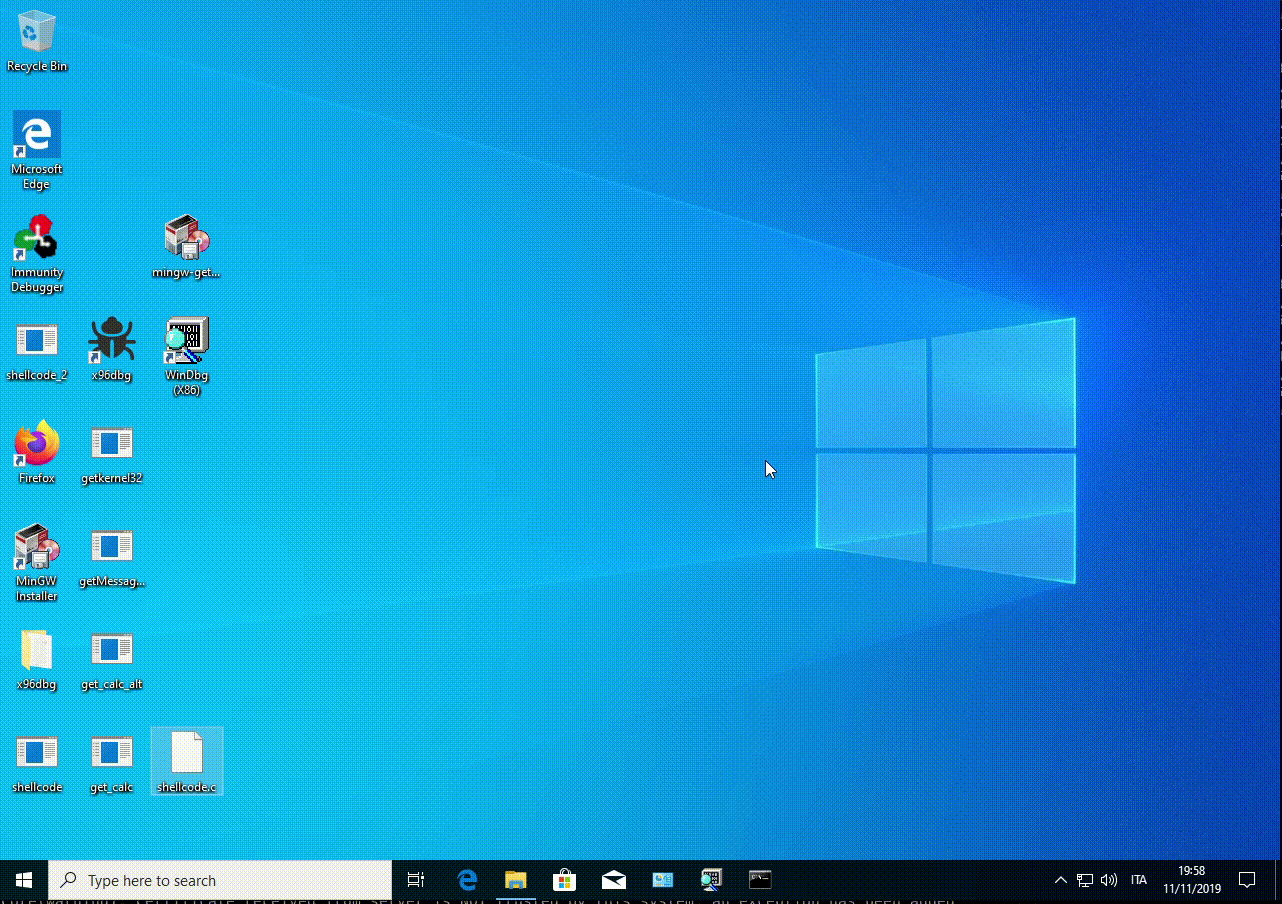 Recycle Bin
Microsoft
Edge
Immunity
Debugger
mingw-get...
shellcode_2
x96dbg
WinDbg
(X86)
Firefox
getkernel32
MinGW
Installer
getMessag...
x96dbg
get_calc_alt
shellcode
get_calc
shellcode.c
Type here to search
ITA
19:58
11/11/2019